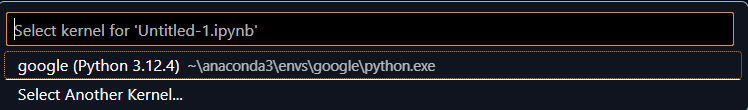 Select kernel for 'Untitled-1.ipynb'
google (Python 3.12.4) ~\anaconda3\envs\google\python.exe
Select Another Kernel...